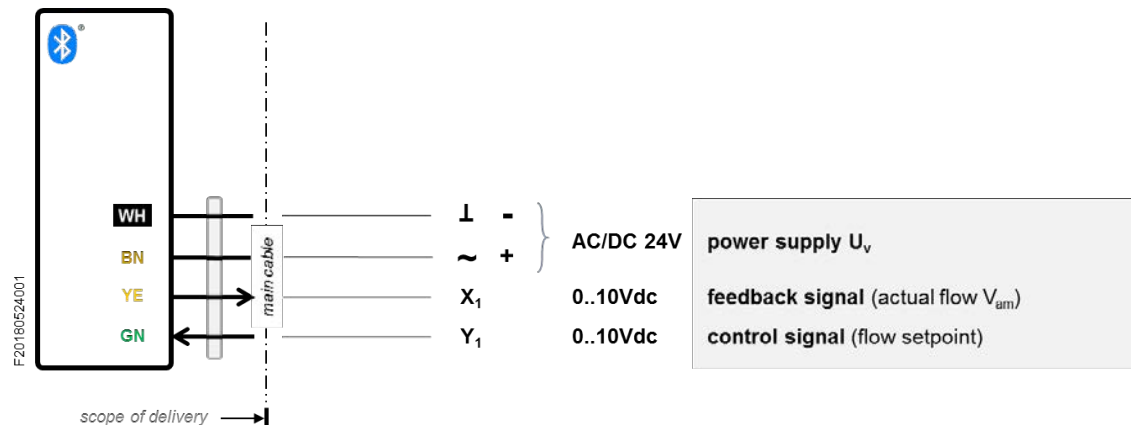 ®
WH ⊥ - AC/DC 24V power supply Uᵥ
BN ~ +
YE X₁ 0..10Vdc feedback signal (actual flow Vₐₘ)
GN Y₁ 0..10Vdc control signal (flow setpoint)
main cable
F20180524001
scope of delivery